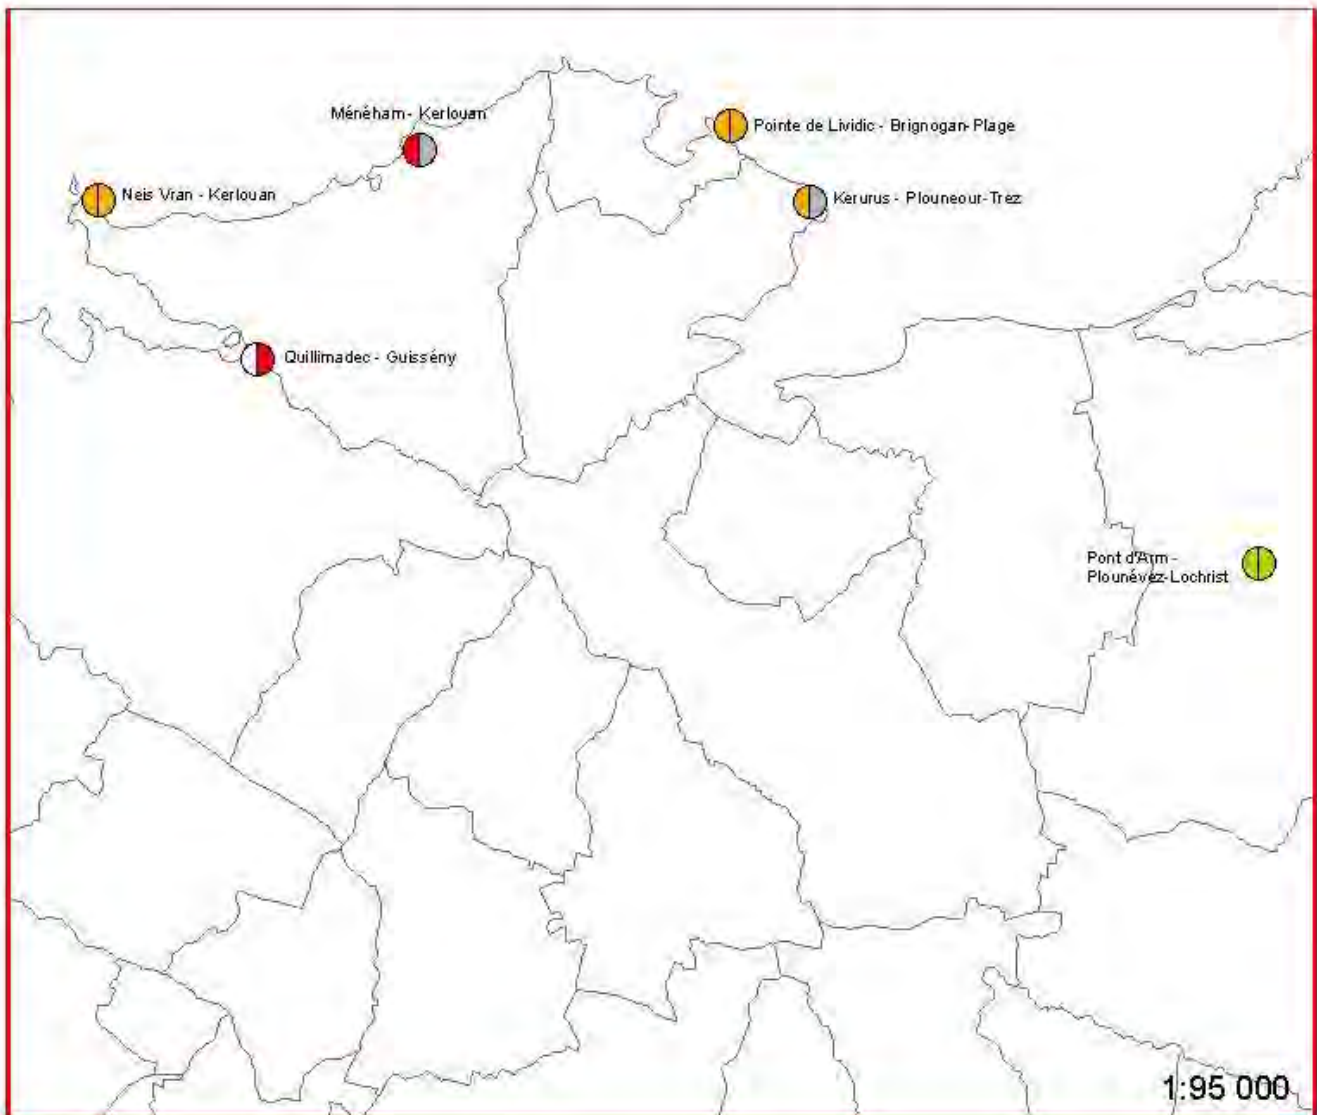 Ménéham - Kerlouan
Pointe de Lividic - Brignogan-Plage
Neis Vran - Kerlouan
Kerurus - Plouneour-Trez
Quillimadec - Guissény
Pont d'Arm -
Plounévez-Lochrist
1:95 000